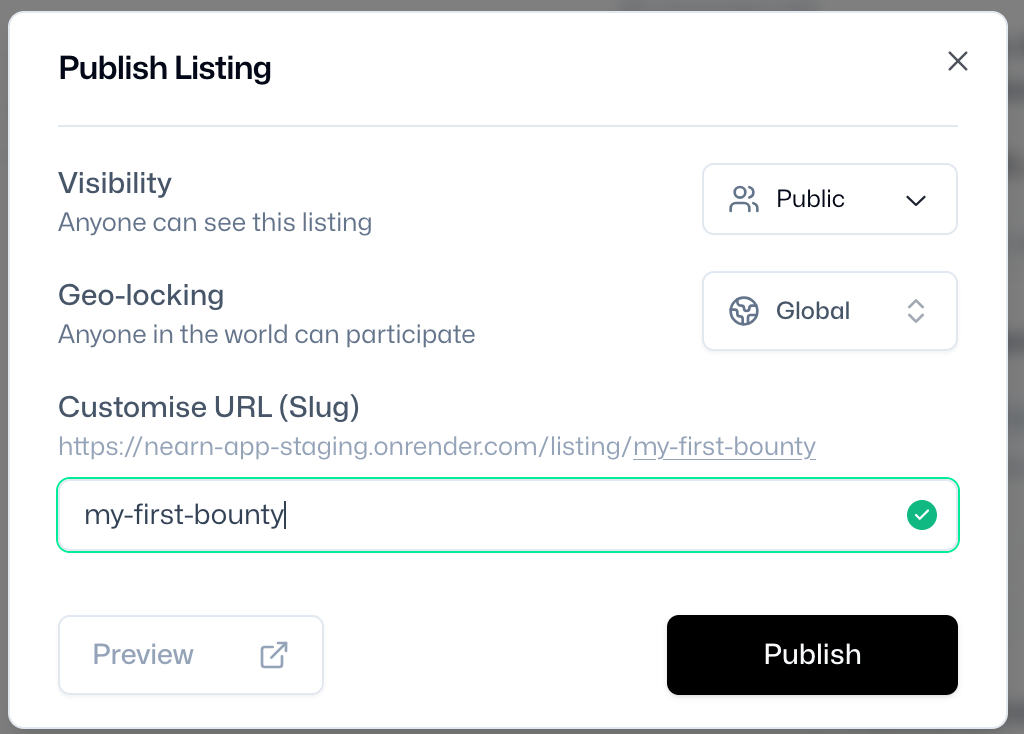 Publish Listing
Visibility
Anyone can see this listing
Public
Geo-locking
Anyone in the world can participate
Global
Customise URL (Slug)
https://nearn-app-staging.onrender.com/listing/my-first-bounty
my-first-bounty
Preview
Publish